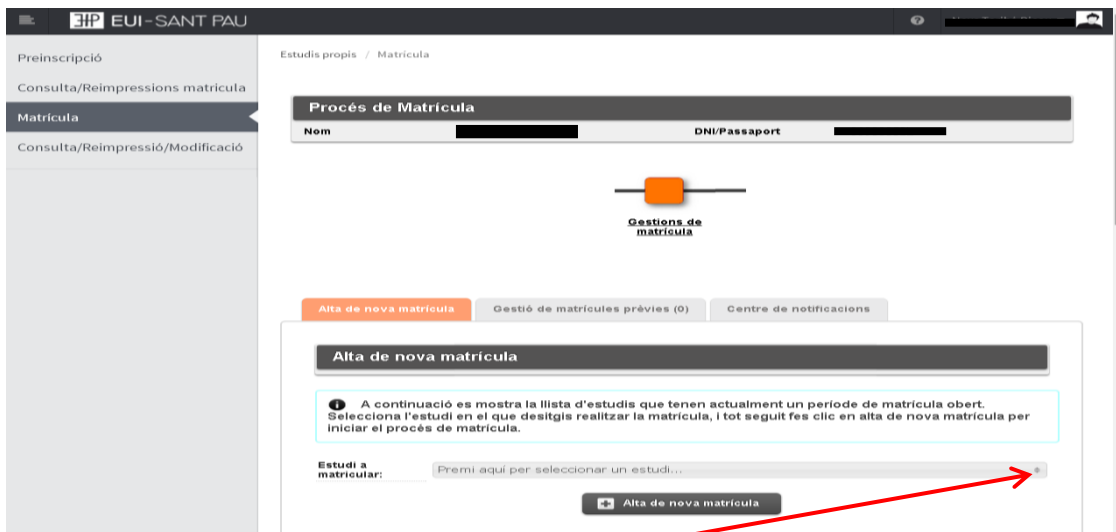 EUI-SANT PAU
Preinscripció
Consulta/Reimpressions matricula
Matrícula
Consulta/Reimpressió/Modificació
Estudis propis / Matrícula
Procés de Matrícula
Nom DNI/Passaport
Gestions de
matrícula
Alta de nova matrícula Gestió de matrícules prèvies (0) Centre de notificacions
Alta de nova matrícula
A continuació es mostra la llista d'estudis que tenen actualment un període de matrícula obert.
Selecciona l'estudi en el que desitgis realitzar la matrícula, i tot seguit fes clic en alta de nova matrícula per
iniciar el procés de matrícula.
Estudi a
matricular: Premi aquí per seleccionar un estudi...
Alta de nova matrícula